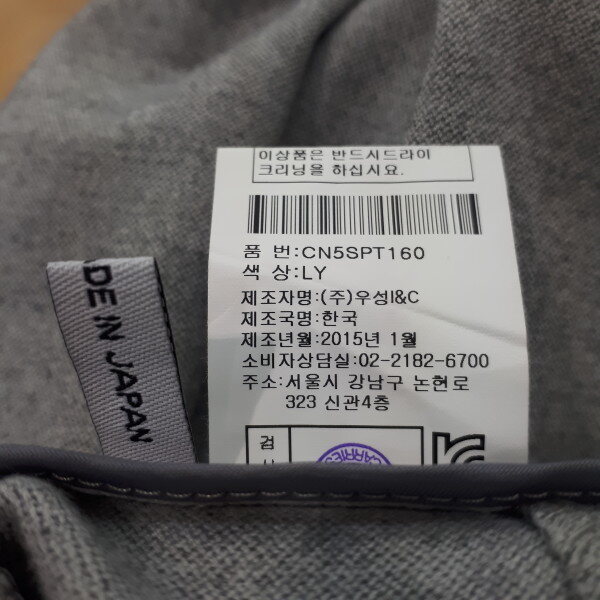 이상품은 반드시드라이
크리닝을 하십시요.
품 번:CN5SPT160
색 상:LY
제조자명:(주)우성I&C
제조국명:한국
제조년월:2015년 1월
소비자상담실:02-2182-6700
주소:서울시 강남구 논현로
323 신관4층
검
MADE IN JAPAN